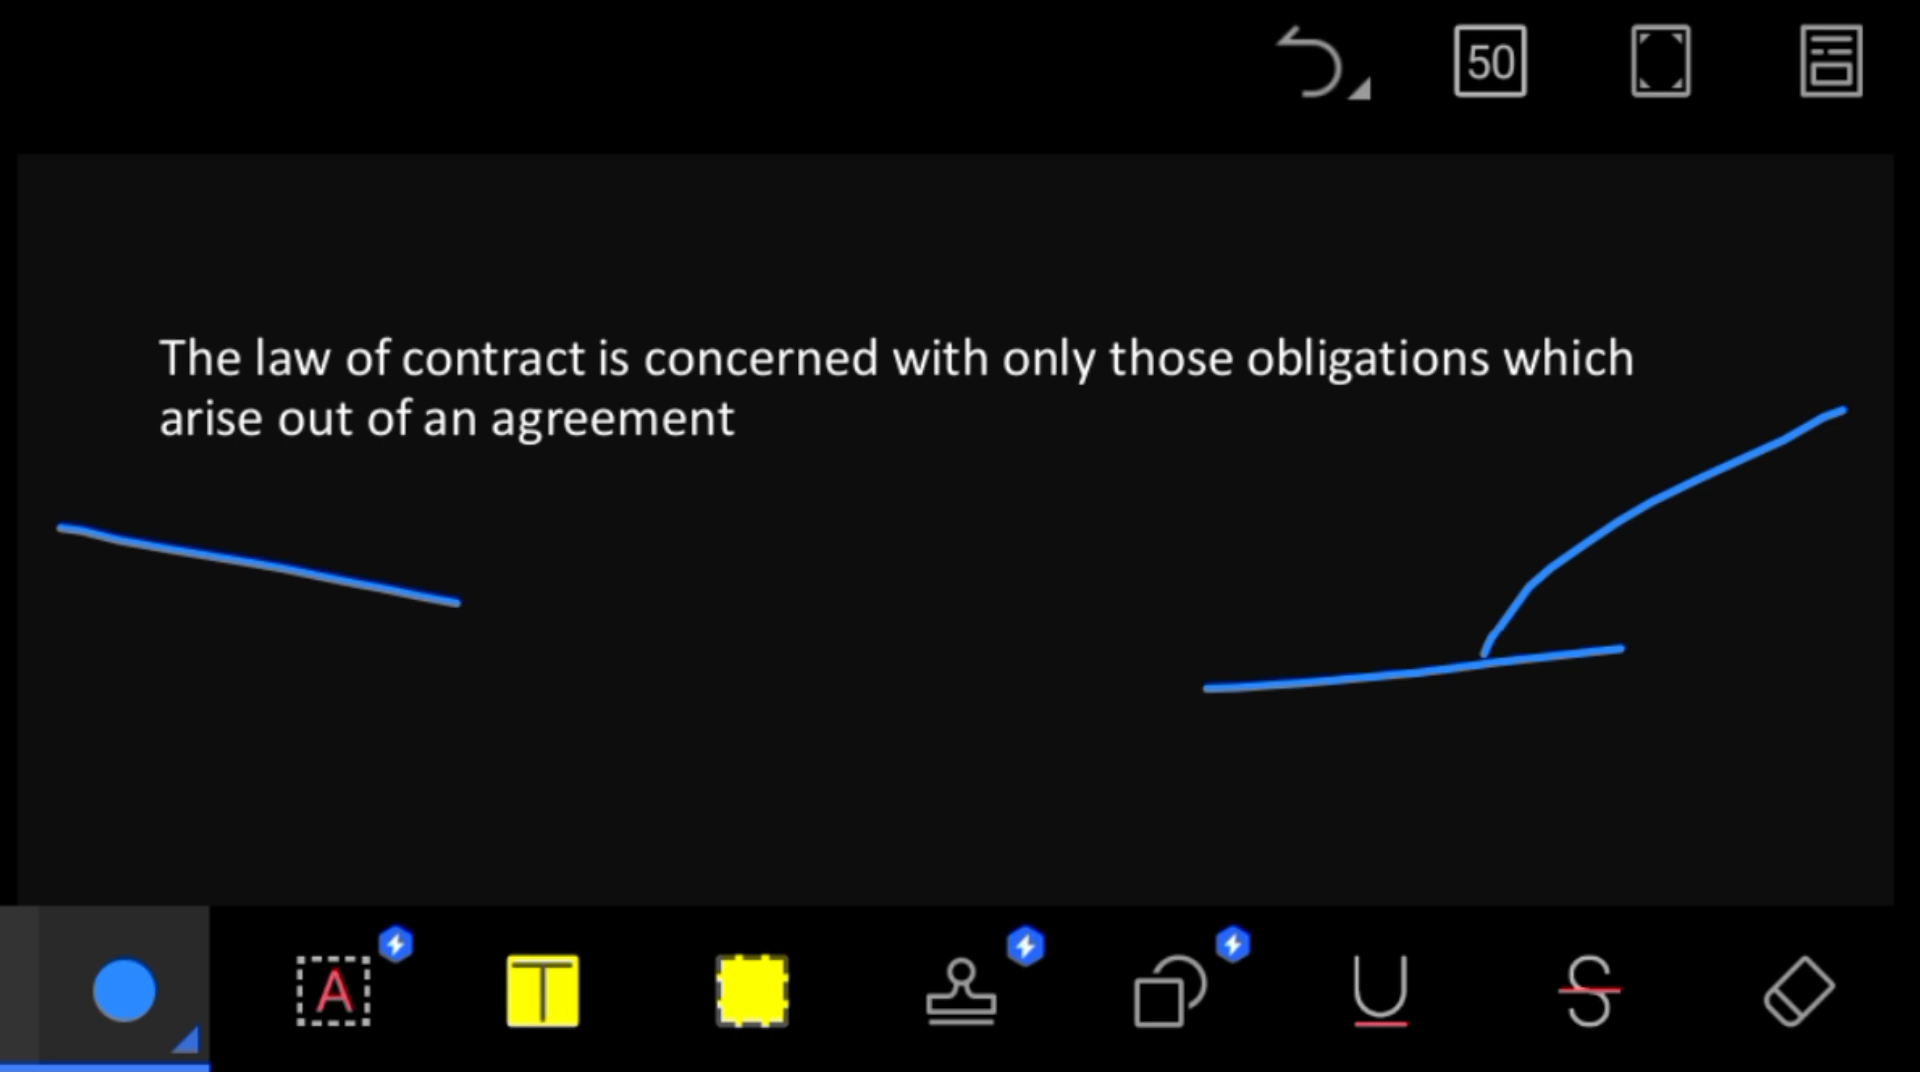 50
The law of contract is concerned with only those obligations which
arise out of an agreement
A
T
U
S